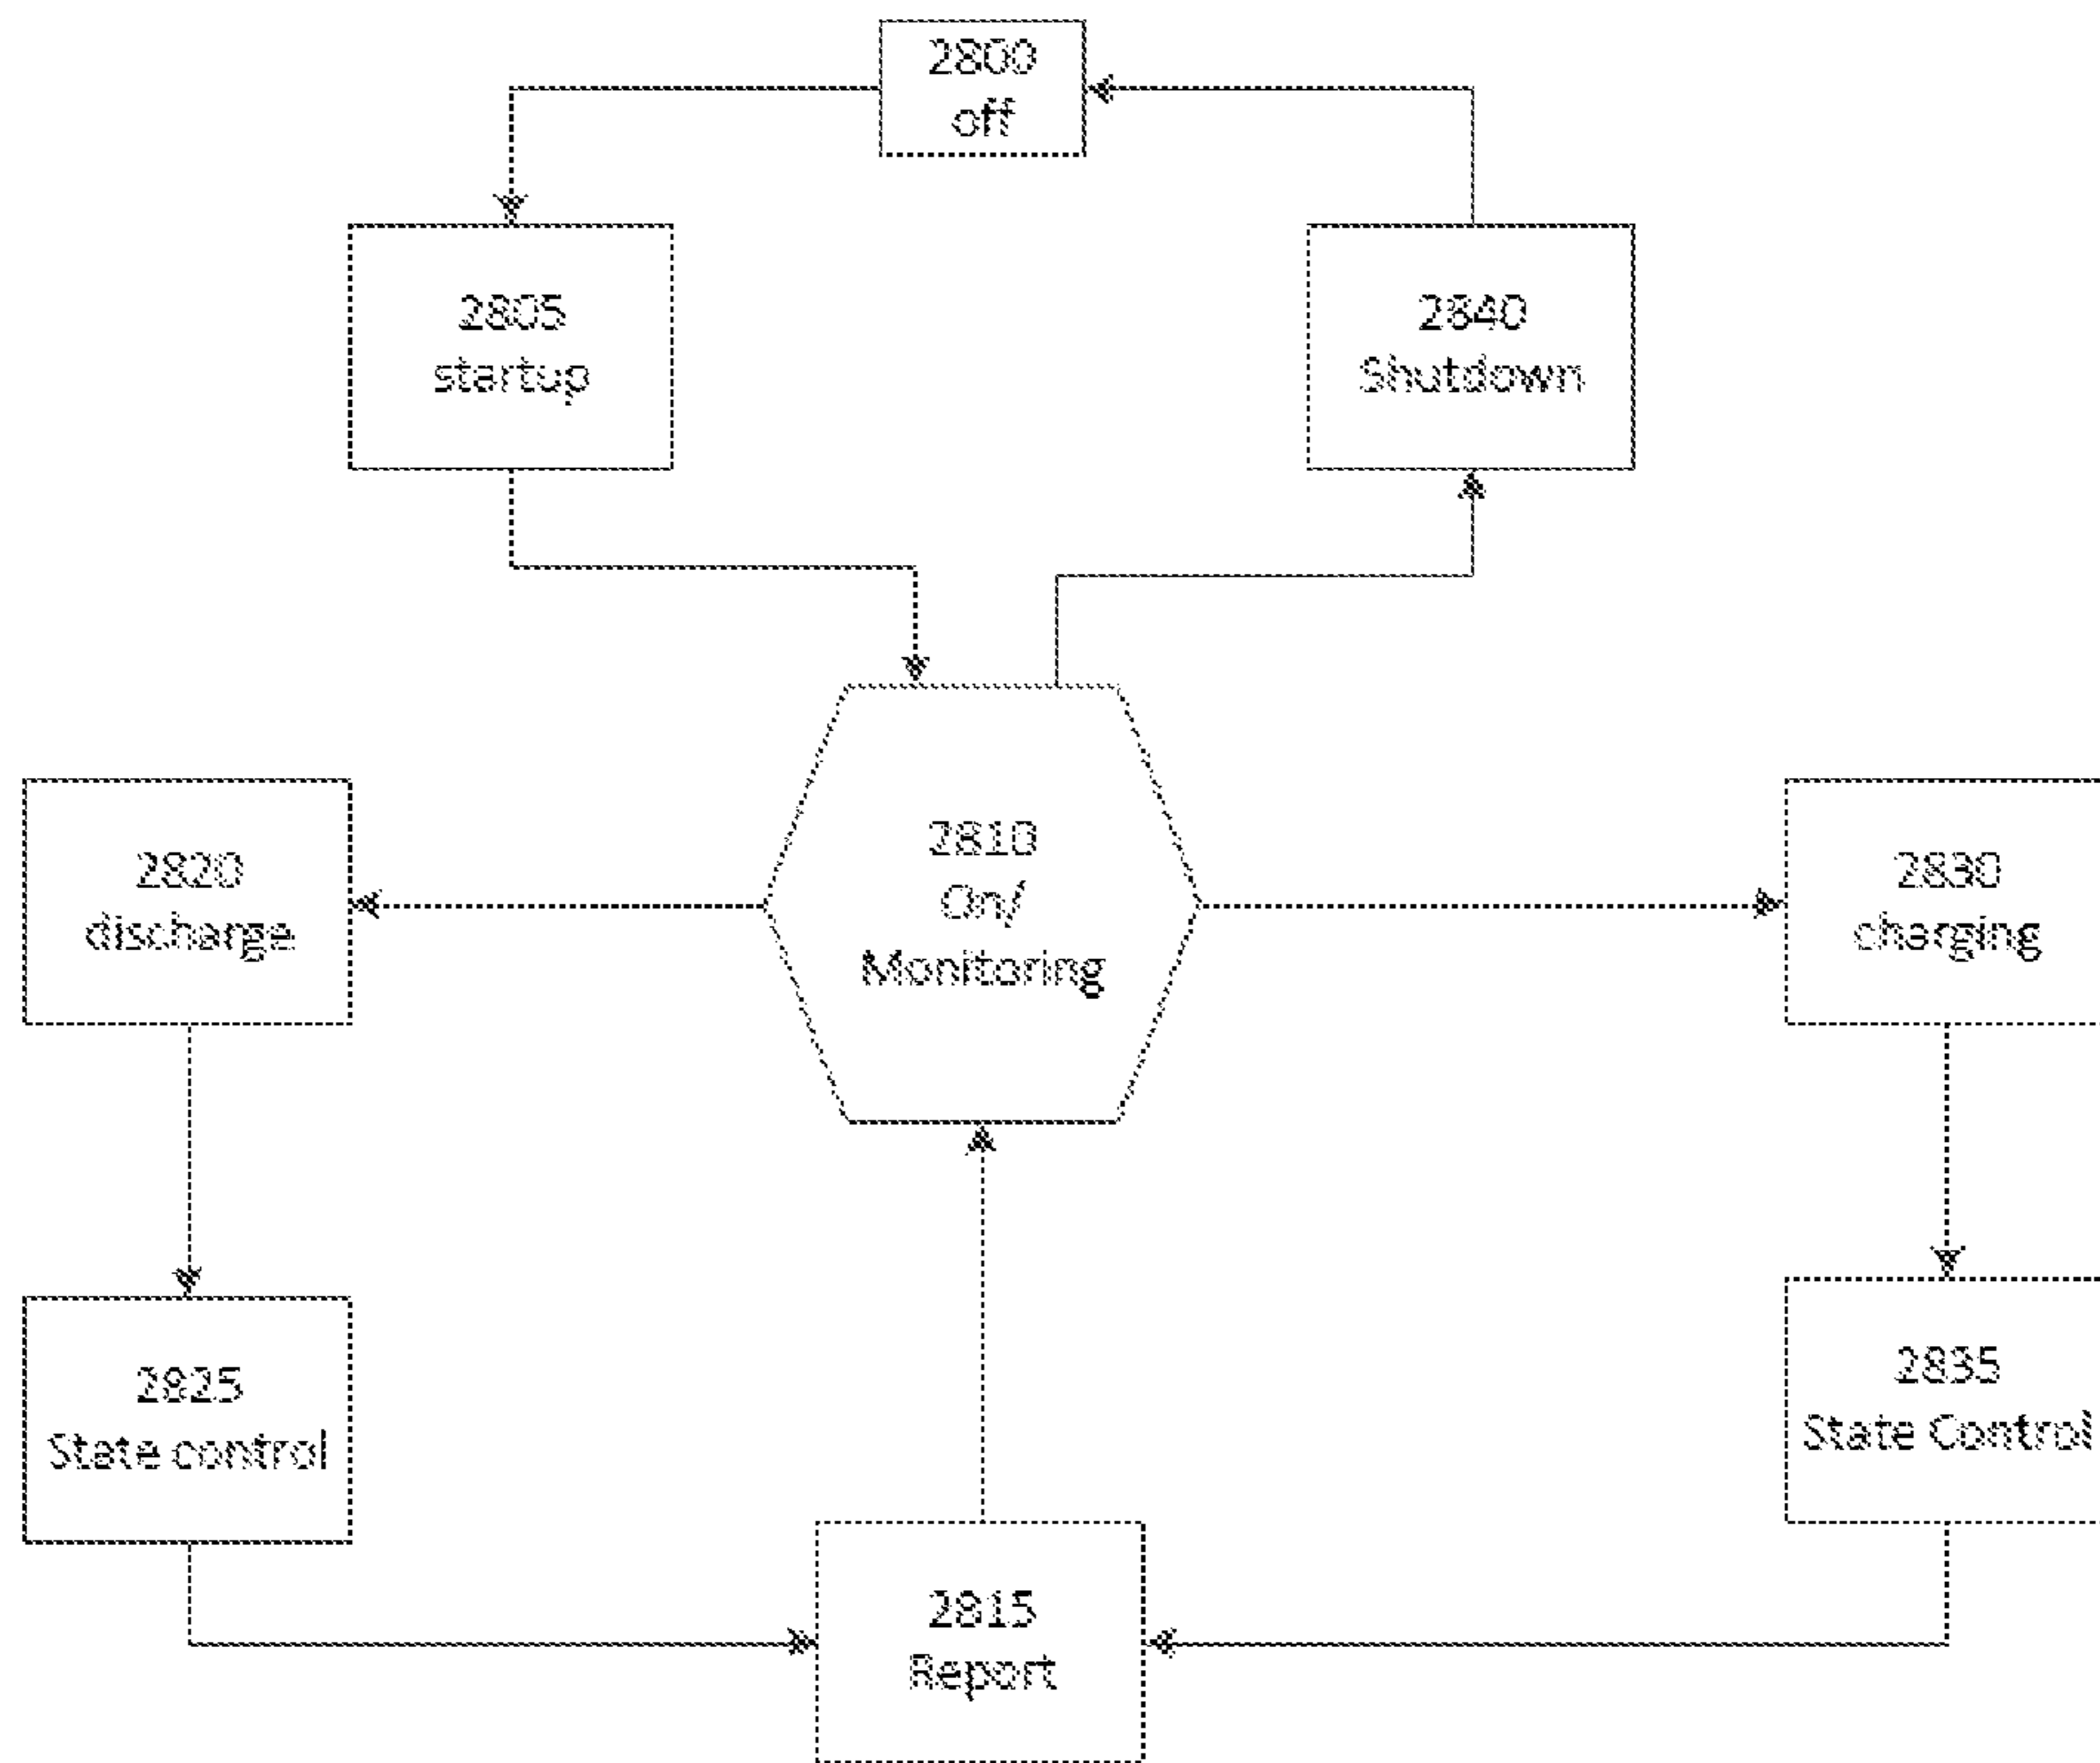 2800
off
2805
startup
2840
Shutdown
2810
On/
Monitoring
2820
discharge
2830
charging
2825
State control
2835
State Control
2815
Report